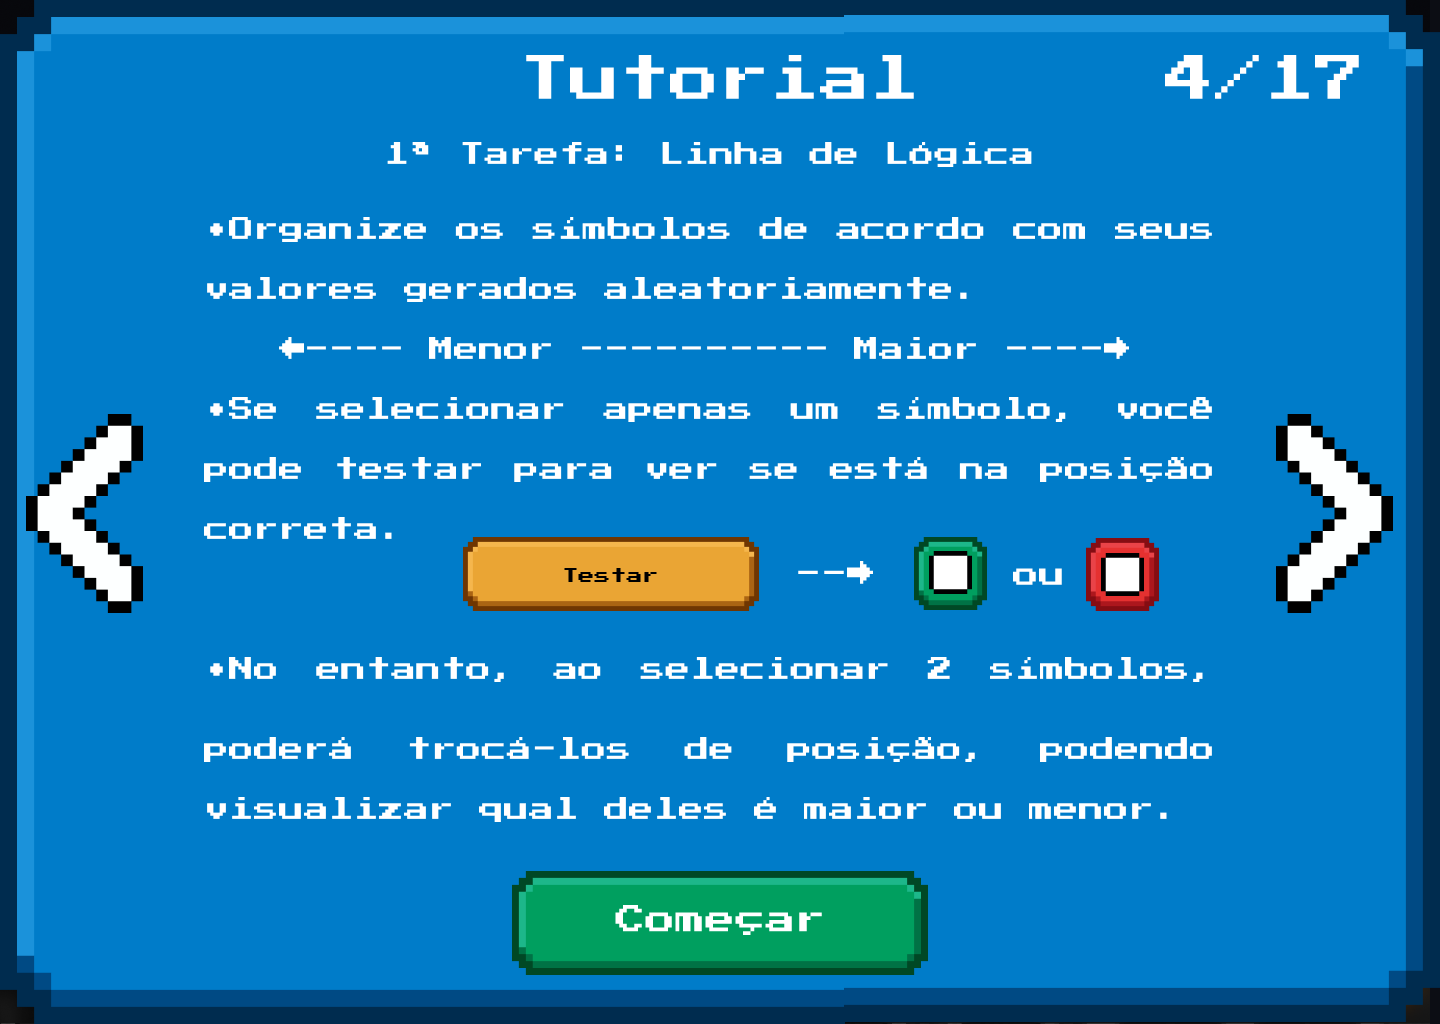 Tutorial
4/17
1ª Tarefa: Linha de Lógica
•Organize os símbolos de acordo com seus
valores gerados aleatoriamente.
←---- Menor ---------- Maior ----→
•Se selecionar apenas um símbolo, você
pode testar para ver se está na posição
correta.
Testar --→ ou
•No entanto, ao selecionar 2 símbolos,
poderá trocá-los de posição, podendo
visualizar qual deles é maior ou menor.
Começar